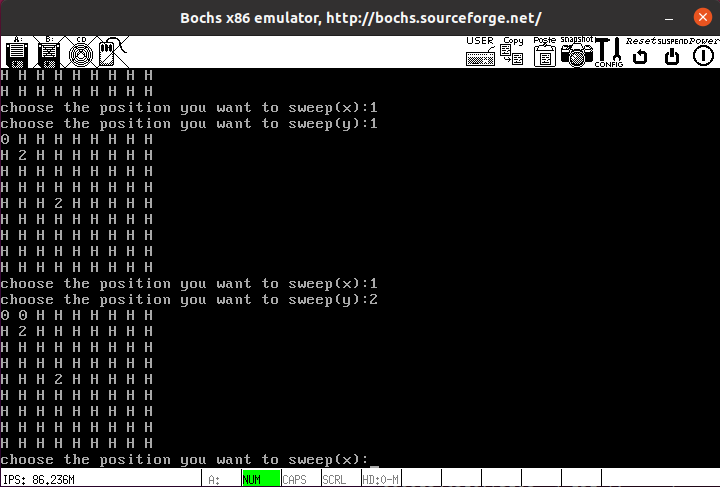 Bochs x86 emulator, http://bochs.sourceforge.net/
A: B: CD USER Copy Paste snapshot CONFIG Reset SUSPEND Power
H H H H H H H H H
H H H H H H H H H
choose the position you want to sweep(x):1
choose the position you want to sweep(y):1
0 H H H H H H H H
H 2 H H H H H H H
H H H H H H H H H
H H H H H H H H H
H H H 2 H H H H H
H H H H H H H H H
H H H H H H H H H
H H H H H H H H H
H H H H H H H H H
choose the position you want to sweep(x):1
choose the position you want to sweep(y):2
0 0 H H H H H H H
H 2 H H H H H H H
H H H H H H H H H
H H H H H H H H H
H H H 2 H H H H H
H H H H H H H H H
H H H H H H H H H
H H H H H H H H H
H H H H H H H H H
choose the position you want to sweep(x):_
IPS: 86.236M A: NUM CAPS SCRL HD:0-M